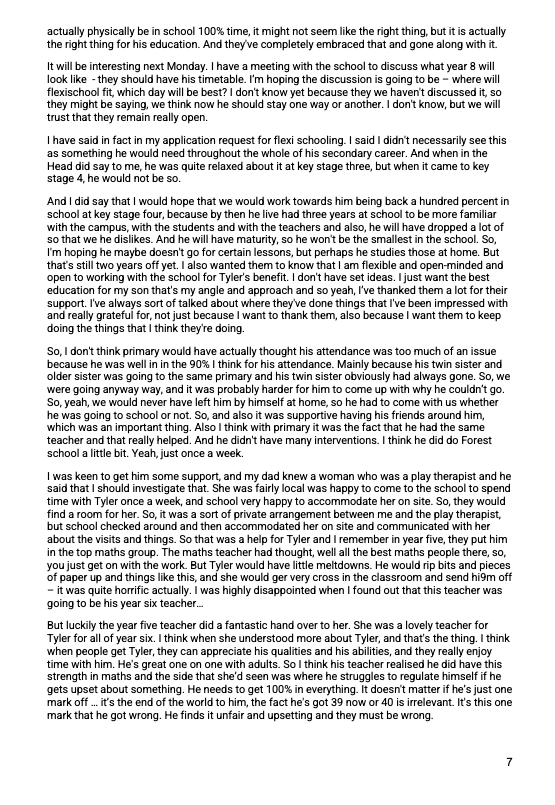 actually physically be in school 100% time, it might not seem like the right thing, but it is actually
the right thing for his education. And they've completely embraced that and gone along with it.
It will be interesting next Monday. I have a meeting with the school to discuss what year 8 will
look like  - they should have his timetable. I'm hoping the discussion is going to be – where will
flexischool fit, which day will be best? I don't know yet because they we haven't discussed it, so
they might be saying, we think now he should stay one way or another. I don't know, but we will
trust that they remain really open.
I have said in fact in my application request for flexi schooling. I said I didn't necessarily see this
as something he would need throughout the whole of his secondary career. And when in the
Head did say to me, he was quite relaxed about it at key stage three, but when it came to key
stage 4, he would not be so.
And I did say that I would hope that we would work towards him being back a hundred percent in
school at key stage four, because by then he live had three years at school to be more familiar
with the campus, with the students and with the teachers and also, he will have dropped a lot of
so that we he dislikes. And he will have maturity, so he won't be the smallest in the school. So,
I'm hoping he maybe doesn't go for certain lessons, but perhaps he studies those at home. But
that's still two years off yet. I also wanted them to know that I am flexible and open-minded and
open to working with the school for Tyler's benefit. I don't have set ideas. I just want the best
education for my son that's my angle and approach and so yeah, I've thanked them a lot for their
support. I've always sort of talked about where they've done things that I've been impressed with
and really grateful for, not just because I want to thank them, also because I want them to keep
doing the things that I think they're doing.
So, I don't think primary would have actually thought his attendance was too much of an issue
because he was well in in the 90% I think for his attendance. Mainly because his twin sister and
older sister was going to the same primary and his twin sister obviously had always gone. So, we
were going anyway way, and it was probably harder for him to come up with why he couldn't go.
So, yeah, we would never have left him by himself at home, so he had to come with us whether
he was going to school or not. So, and also it was supportive having his friends around him,
which was an important thing. Also I think with primary it was the fact that he had the same
teacher and that really helped. And he didn't have many interventions. I think he did do Forest
school a little bit. Yeah, just once a week.
I was keen to get him some support, and my dad knew a woman who was a play therapist and he
said that I should investigate that. She was fairly local was happy to come to the school to spend
time with Tyler once a week, and school very happy to accommodate her on site. So, they would
find a room for her. So, it was a sort of private arrangement between me and the play therapist,
but school checked around and then accommodated her on site and communicated with her
about the visits and things. So that was a help for Tyler and I remember in year five, they put him
in the top maths group. The maths teacher had thought, well all the best maths people there, so,
you just get on with the work. But Tyler would have little meltdowns. He would rip bits and pieces
of paper up and things like this, and she would ger very cross in the classroom and send hi9m off
– it was quite horrific actually. I was highly disappointed when I found out that this teacher was
going to be his year six teacher…
But luckily the year five teacher did a fantastic hand over to her. She was a lovely teacher for
Tyler for all of year six. I think when she understood more about Tyler, and that's the thing. I think
when people get Tyler, they can appreciate his qualities and his abilities, and they really enjoy
time with him. He's great one on one with adults. So I think his teacher realised he did have this
strength in maths and the side that she'd seen was where he struggles to regulate himself if he
gets upset about something. He needs to get 100% in everything. It doesn't matter if he's just one
mark off … it's the end of the world to him, the fact he's got 39 now or 40 is irrelevant. It's this one
mark that he got wrong. He finds it unfair and upsetting and they must be wrong.
7